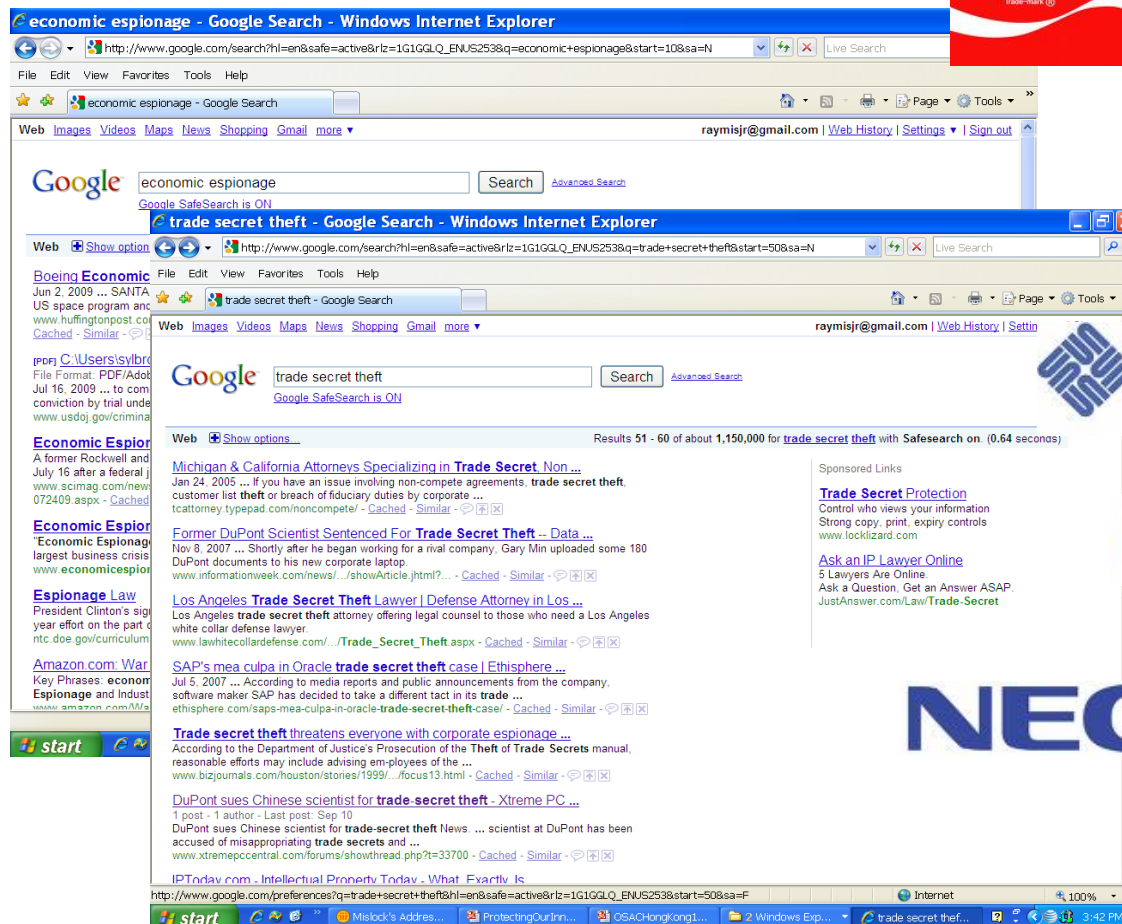 Trade-mark ®
economic espionage - Google Search - Windows Internet Explorer
http://www.google.com/search?hl=en&safe=active&rlz=1G1GGLQ_ENUS253&q=economic+espionage&start=10&sa=N
Live Search
File Edit View Favorites Tools Help
economic espionage - Google Search
Page Tools
Web Images Videos Maps News Shopping Gmail more
raymisjr@gmail.com | Web History | Settings | Sign out
Google economic espionage Search Advanced Search
Google SafeSearch is ON
Web Show option
Boeing Economic
Jun 2, 2009 ... SANTA
US space program and
www.huffingtonpost.co
Cached - Similar -
[PDF] C:\Users\sylbro
File Format: PDF/Adob
Jul 16, 2009 ... to com
conviction by trial unde
www.usdoj.gov/crimina
Economic Espior
A former Rockwell and
July 16 after a federal j
www.scimag.com/new
072409.aspx - Cached
Economic Espior
"Economic Espionag
largest business crisis
www.economicespior
Espionage Law
President Clinton's sig
year effort on the part o
ntc.doe.gov/curriculum
Amazon.com: War
Key Phrases: econom
Espionage and Indust
www.amazon.com/Wa
start
trade secret theft - Google Search - Windows Internet Explorer
http://www.google.com/search?hl=en&safe=active&rlz=1G1GGLQ_ENUS253&q=trade+secret+theft&start=50&sa=N
Live Search
File Edit View Favorites Tools Help
trade secret theft - Google Search
Page Tools
Web Images Videos Maps News Shopping Gmail more
raymisjr@gmail.com | Web History | Settin
Google trade secret theft Search Advanced Search
Google SafeSearch is ON
Web Show options...
Results 51 - 60 of about 1,150,000 for trade secret theft with Safesearch on. (0.64 seconds)
Michigan & California Attorneys Specializing in Trade Secret, Non ...
Jan 24, 2005 ... If you have an issue involving non-compete agreements, trade secret theft,
customer list theft or breach of fiduciary duties by corporate ...
tcattorney.typepad.com/noncompete/ - Cached - Similar -
Former DuPont Scientist Sentenced For Trade Secret Theft -- Data ...
Nov 8, 2007 ... Shortly after he began working for a rival company, Gary Min uploaded some 180
DuPont documents to his new corporate laptop.
www.informationweek.com/news/.../showArticle.jhtml?... - Cached - Similar -
Los Angeles Trade Secret Theft Lawyer | Defense Attorney in Los ...
Los Angeles trade secret theft attorney offering legal counsel to those who need a Los Angeles
white collar defense lawyer.
www.lawhitecollardefense.com/.../Trade_Secret_Theft.aspx - Cached - Similar -
SAP's mea culpa in Oracle trade secret theft case | Ethisphere ...
Jul 5, 2007 ... According to media reports and public announcements from the company,
software maker SAP has decided to take a different tact in its trade ...
ethisphere.com/saps-mea-culpa-in-oracle-trade-secret-theft-case/ - Cached - Similar -
Trade secret theft threatens everyone with corporate espionage ...
According to the Department of Justice's Prosecution of the Theft of Trade Secrets manual,
reasonable efforts may include advising em-ployees of the ...
www.bizjournals.com/houston/stories/1999/.../focus13.html - Cached - Similar -
DuPont sues Chinese scientist for trade-secret theft - Xtreme PC ...
1 post - 1 author - Last post: Sep 10
DuPont sues Chinese scientist for trade-secret theft News. ... scientist at DuPont has been
accused of misappropriating trade secrets and ...
www.xtremepccentral.com/forums/showthread.php?t=33700 - Cached - Similar -
IPToday.com - Intellectual Property Today - What Exactly Is
Sponsored Links
Trade Secret Protection
Control who views your information
Strong copy, print, expiry controls
www.locklizard.com
Ask an IP Lawyer Online
5 Lawyers Are Online.
Ask a Question, Get an Answer ASAP.
JustAnswer.com/Law/Trade-Secret
NEC
http://www.google.com/preferences?q=trade+secret+theft&hl=en&safe=active&rlz=1G1GGLQ_ENUS253&start=50&sa=F
Internet 100%
start Mislock's Addres... ProtectingOurInn... OSACHongKong1... 2 Windows Exp... trade secret thef... 3:42 PM